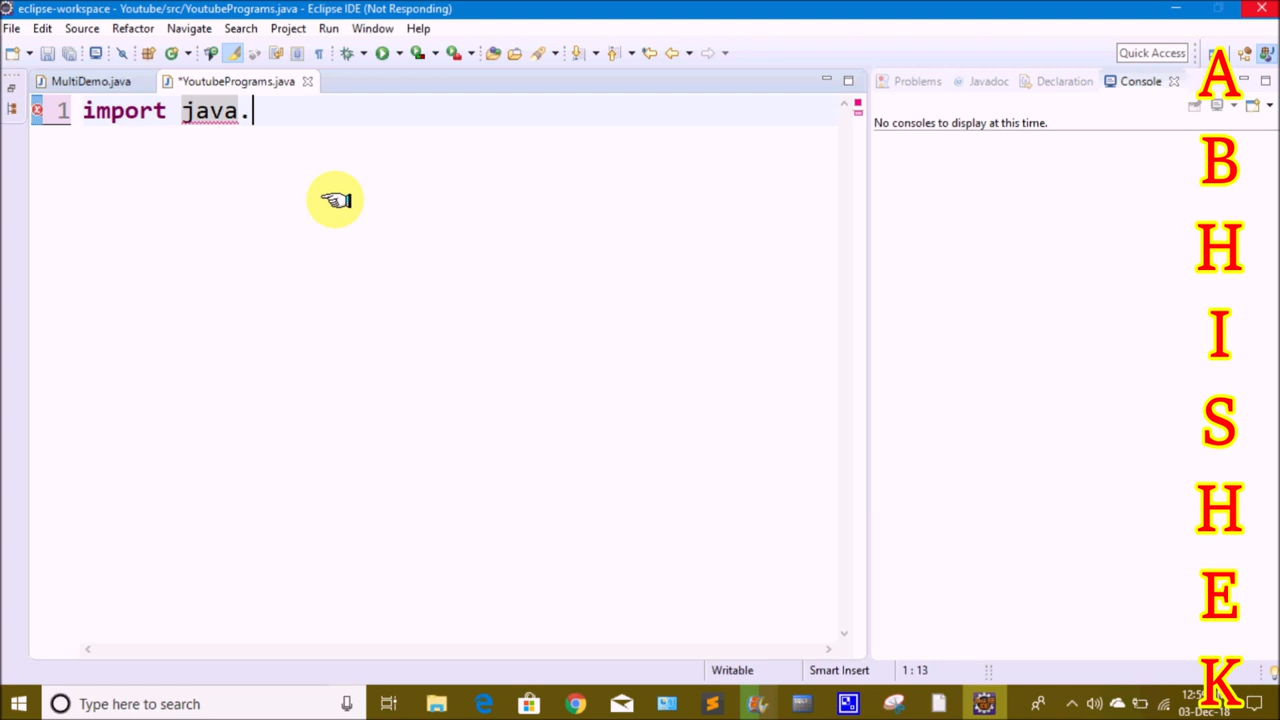 eclipse-workspace - Youtube/src/YoutubePrograms.java - Eclipse IDE (Not Responding)
File Edit Source Refactor Navigate Search Project Run Window Help
Quick Access
MultiDemo.java *YoutubePrograms.java Problems Javadoc Declaration Console
1 import java.
No consoles to display at this time.
A
B
H
I
S
H
E
K
Writable Smart Insert 1 : 13
Type here to search
03-Dec-18